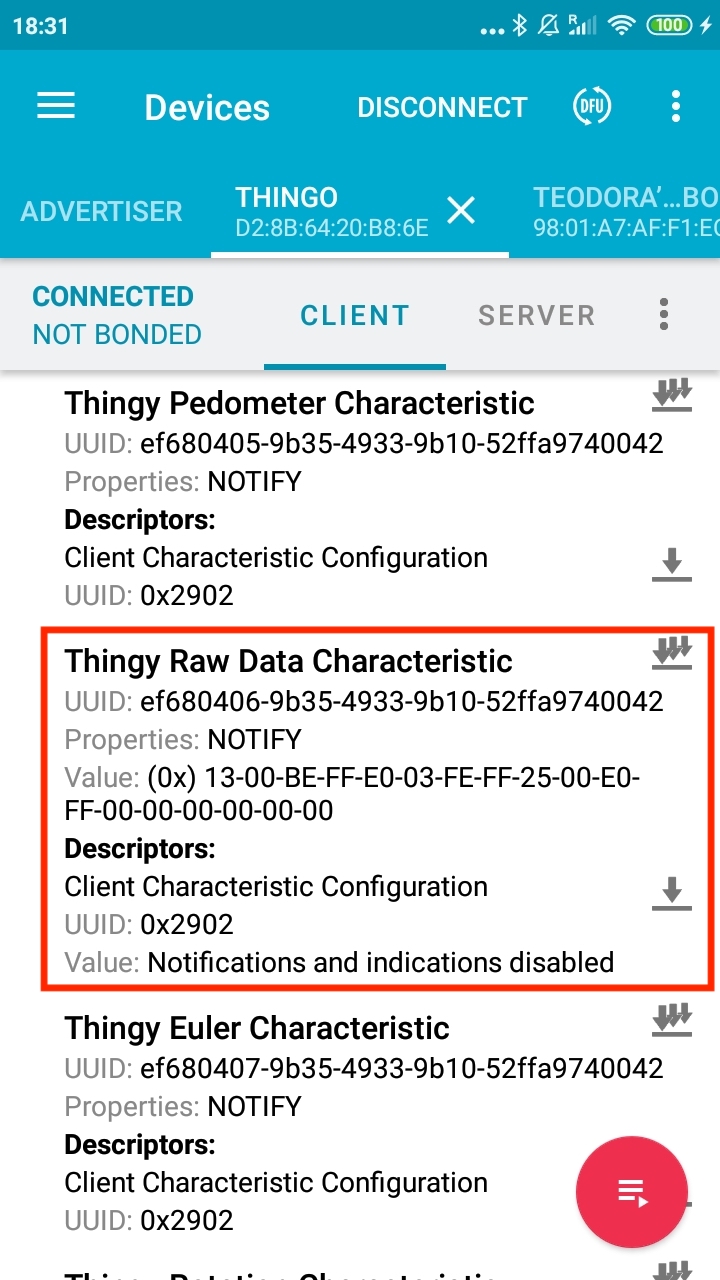 18:31
R
100
Devices
DISCONNECT
DFU
ADVERTISER
THINGO
D2:8B:64:20:B8:6E
TEODORA'...BO
98:01:A7:AF:F1:E
CONNECTED
NOT BONDED
CLIENT
SERVER
Thingy Pedometer Characteristic
UUID: ef680405-9b35-4933-9b10-52ffa9740042
Properties: NOTIFY
Descriptors:
Client Characteristic Configuration
UUID: 0x2902
Thingy Raw Data Characteristic
UUID: ef680406-9b35-4933-9b10-52ffa9740042
Properties: NOTIFY
Value: (0x) 13-00-BE-FF-E0-03-FE-FF-25-00-E0-
FF-00-00-00-00-00-00
Descriptors:
Client Characteristic Configuration
UUID: 0x2902
Value: Notifications and indications disabled
Thingy Euler Characteristic
UUID: ef680407-9b35-4933-9b10-52ffa9740042
Properties: NOTIFY
Descriptors:
Client Characteristic Configuration
UUID: 0x2902